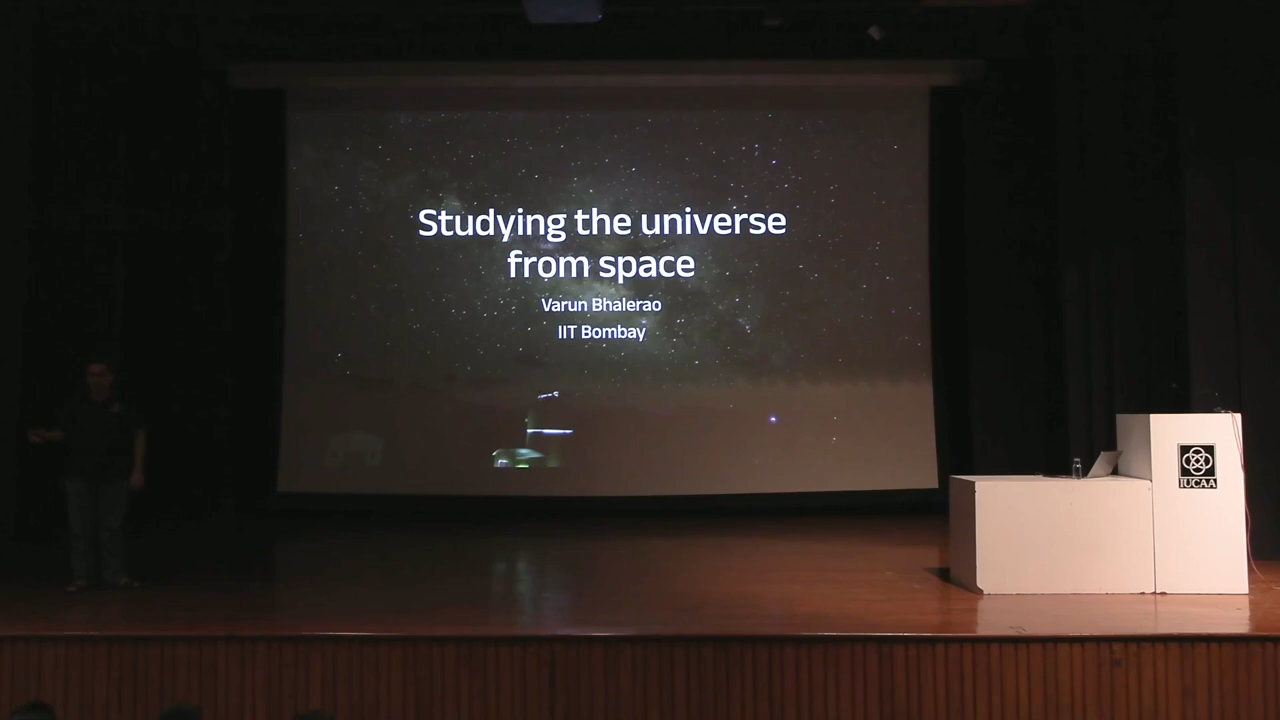 Studying the universe
from space
Varun Bhalerao
IIT Bombay
IUCAA